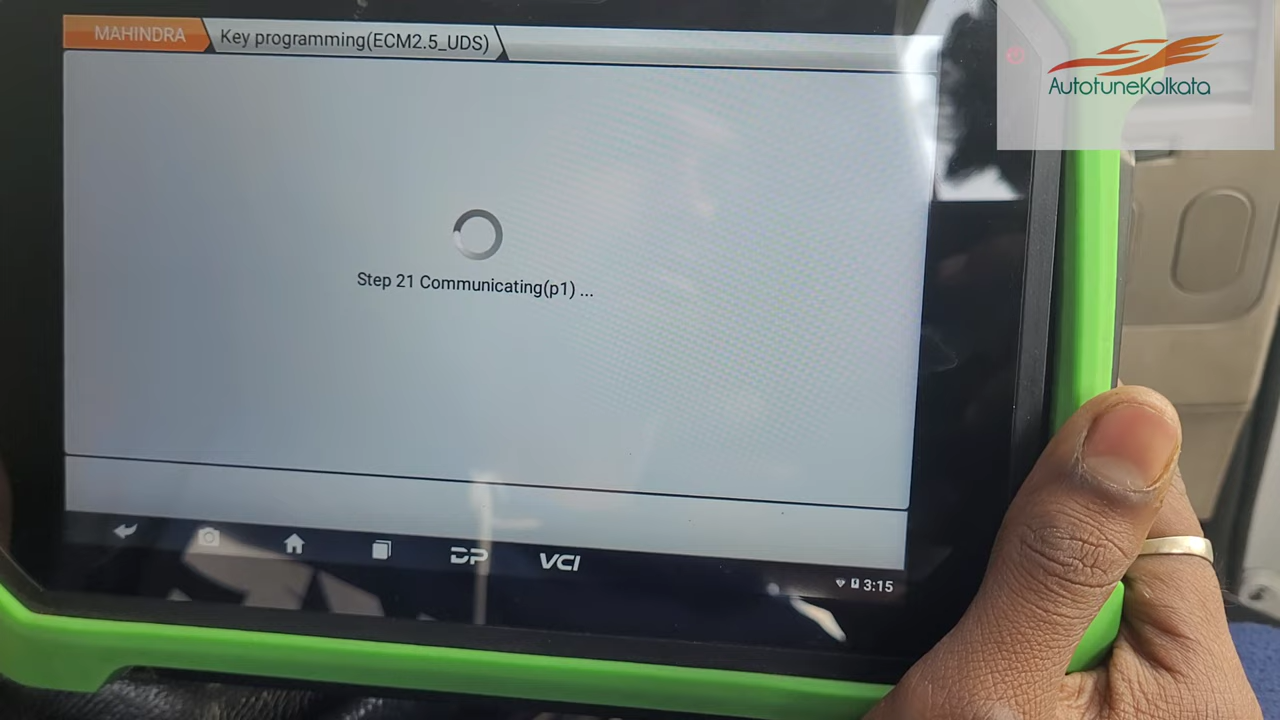 MAHINDRA
Key programming(ECM2.5_UDS)
AutotuneKolkata
Step 21 Communicating(p1) ...
DP
VCI
3:15